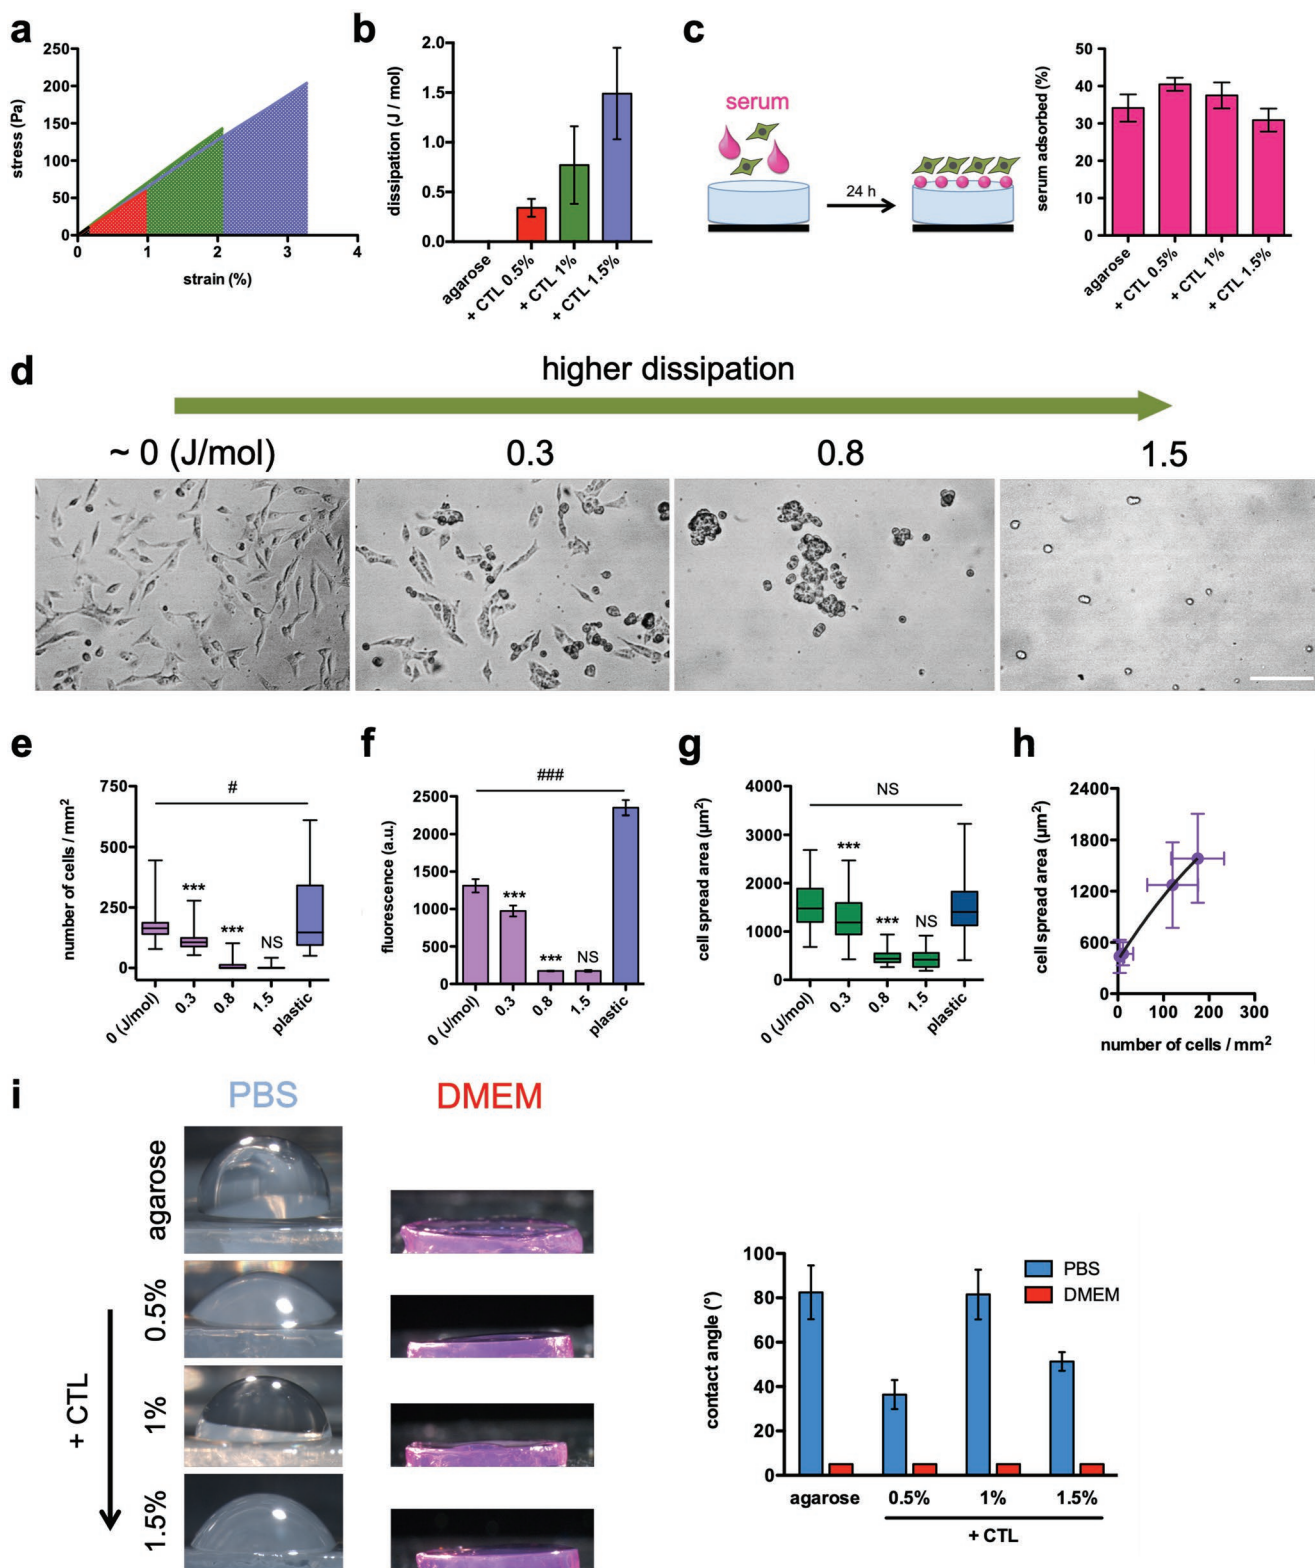 a
stress (Pa)
250
200
150
100
50
0
0 1 2 3 4
strain (%)
b
dissipation (J / mol)
2.0
1.5
1.0
0.5
0.0
agarose
+ CTL 0.5%
+ CTL 1%
+ CTL 1.5%
c
serum
24 h
serum adsorbed (%)
50
40
30
20
10
0
agarose
+ CTL 0.5%
+ CTL 1%
+ CTL 1.5%
d
higher dissipation
~ 0 (J/mol) 0.3 0.8 1.5
e
number of cells / mm²
750
500
250
0
#
***
***
NS
0 (J/mol)
0.3
0.8
1.5
plastic
f
fluorescence (a.u.)
2500
2000
1500
1000
500
0
###
***
***
NS
0 (J/mol)
0.3
0.8
1.5
plastic
g
cell spread area (µm²)
4000
3000
2000
1000
0
NS
***
***
NS
0 (J/mol)
0.3
0.8
1.5
plastic
h
cell spread area (µm²)
2400
1800
1200
600
0
0 100 200 300
number of cells / mm²
i
PBS DMEM
agarose
0.5%
1%
1.5%
+ CTL
contact angle (°)
100
80
60
40
20
0
PBS
DMEM
agarose 0.5% 1% 1.5%
+ CTL